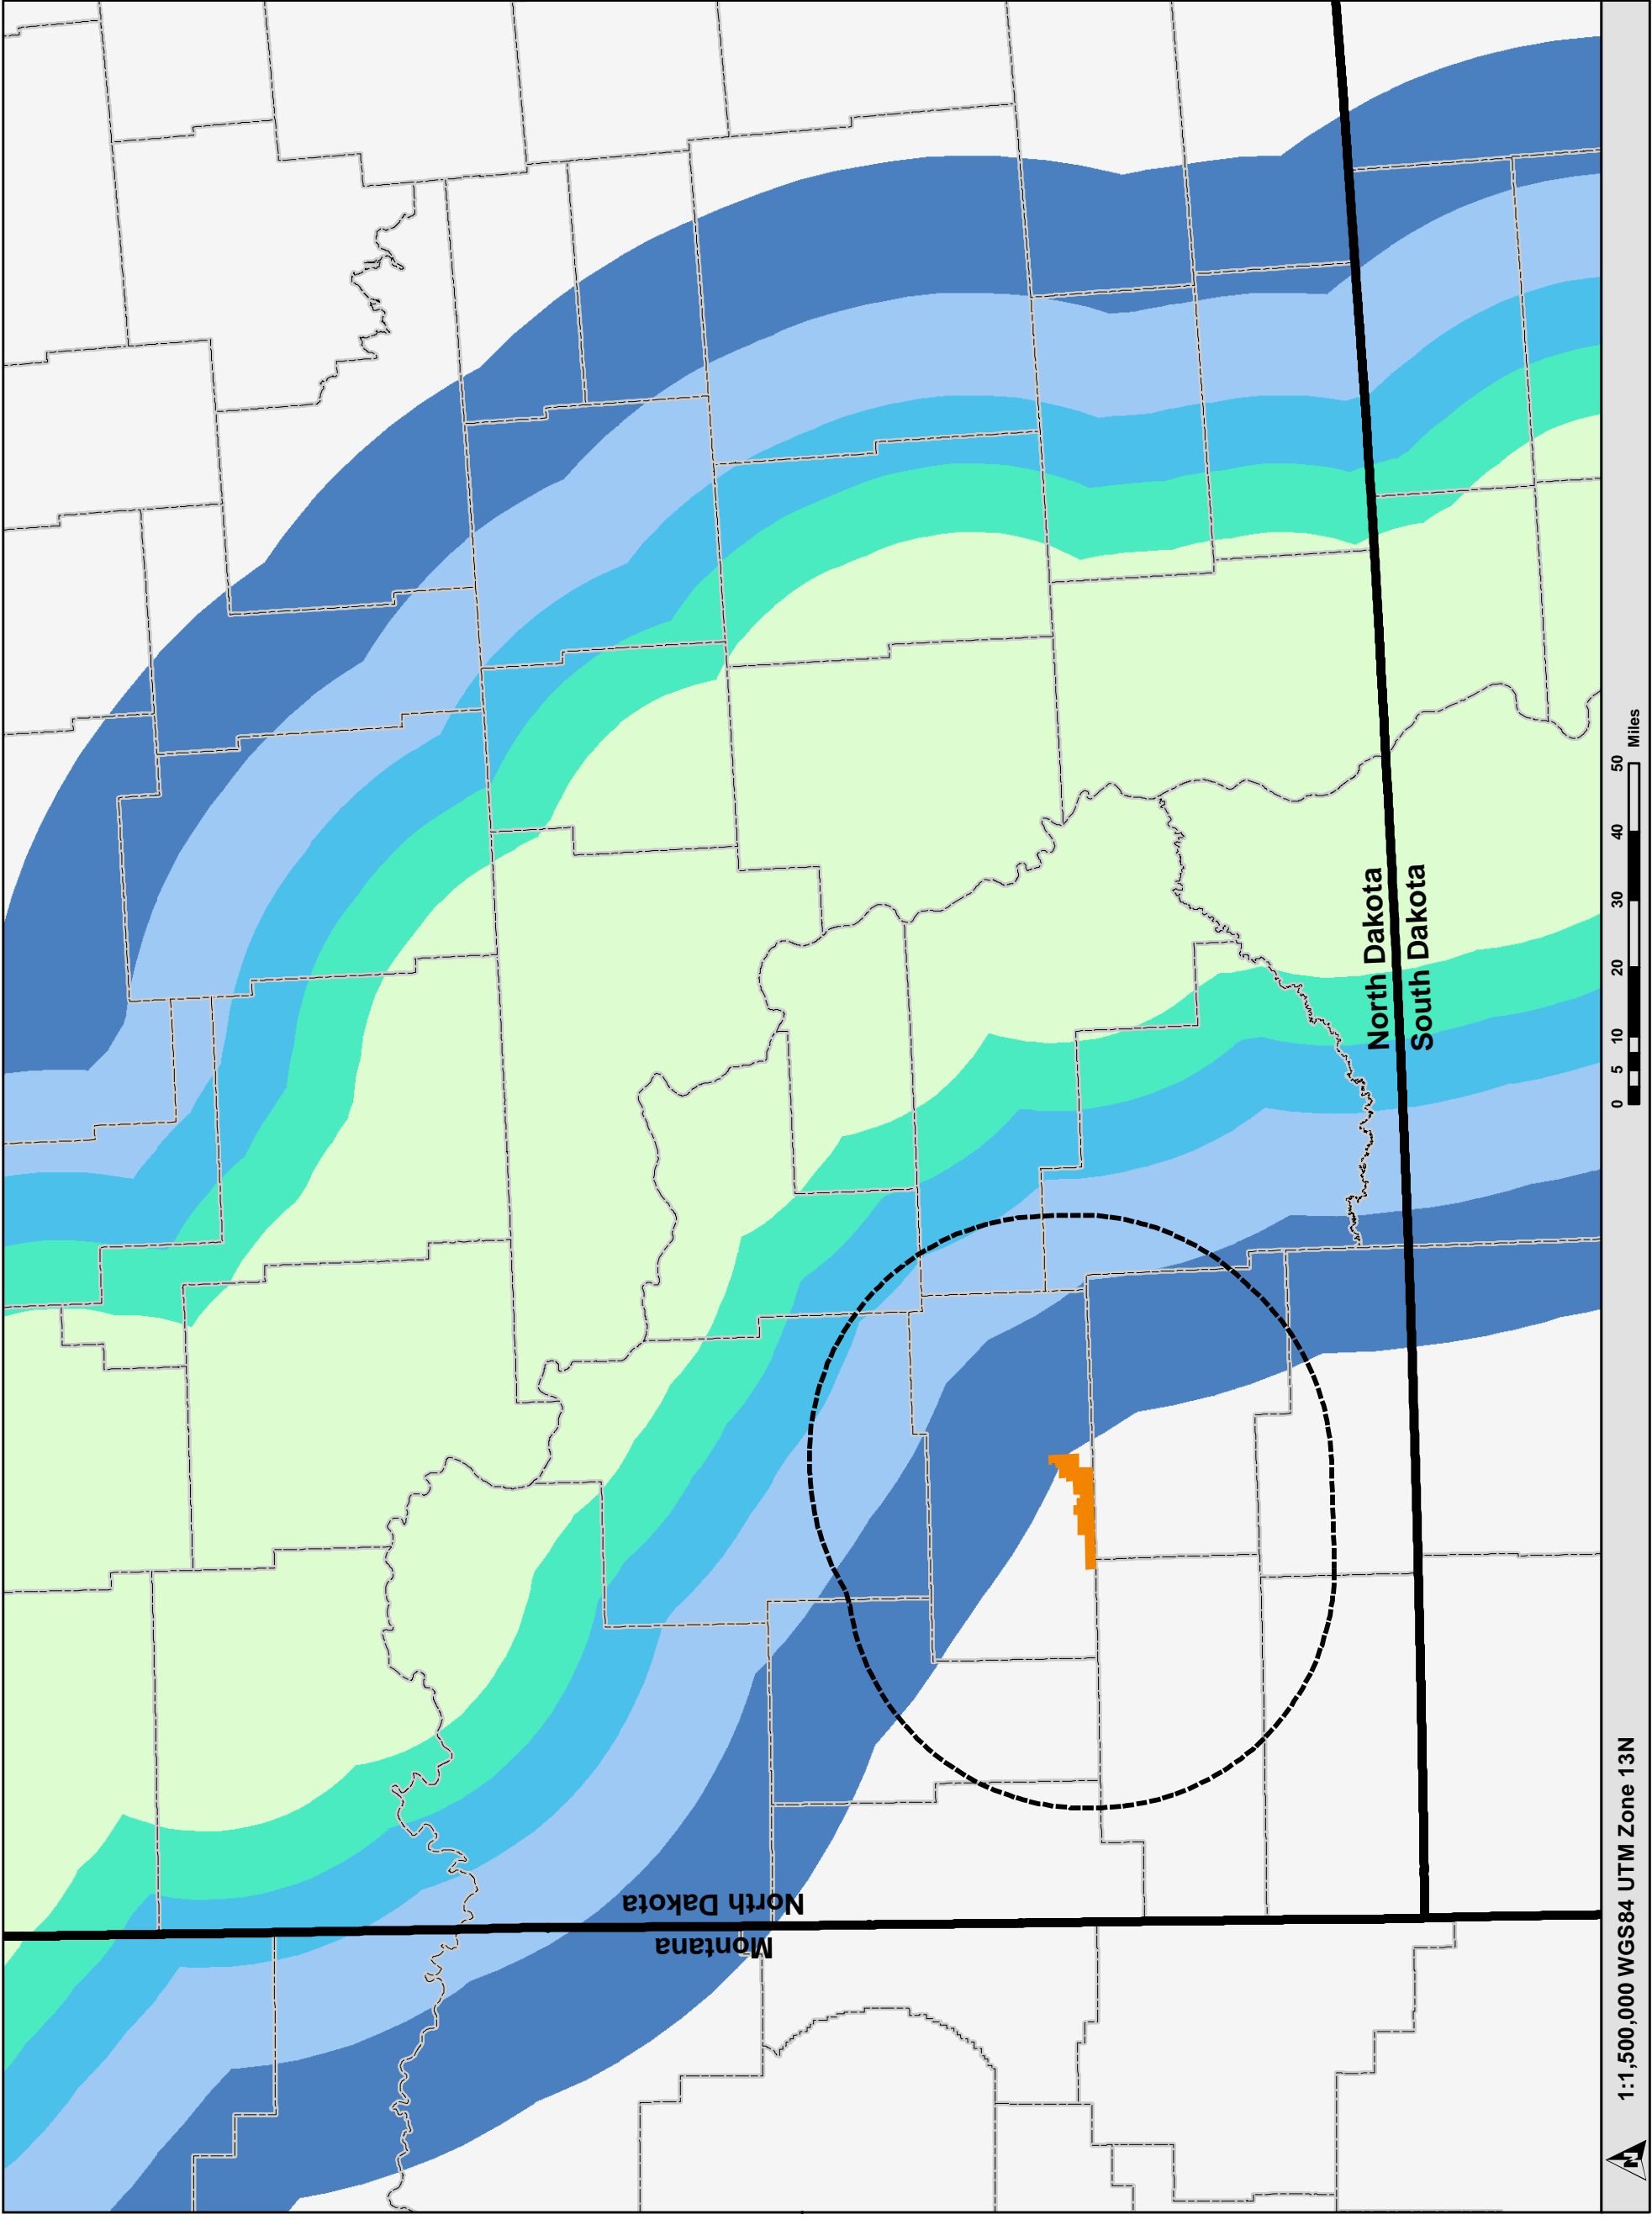 Montana
North Dakota
North Dakota
South Dakota
N
1:1,500,000 WGS84 UTM Zone 13N
0 5 10 20 30 40 50
Miles